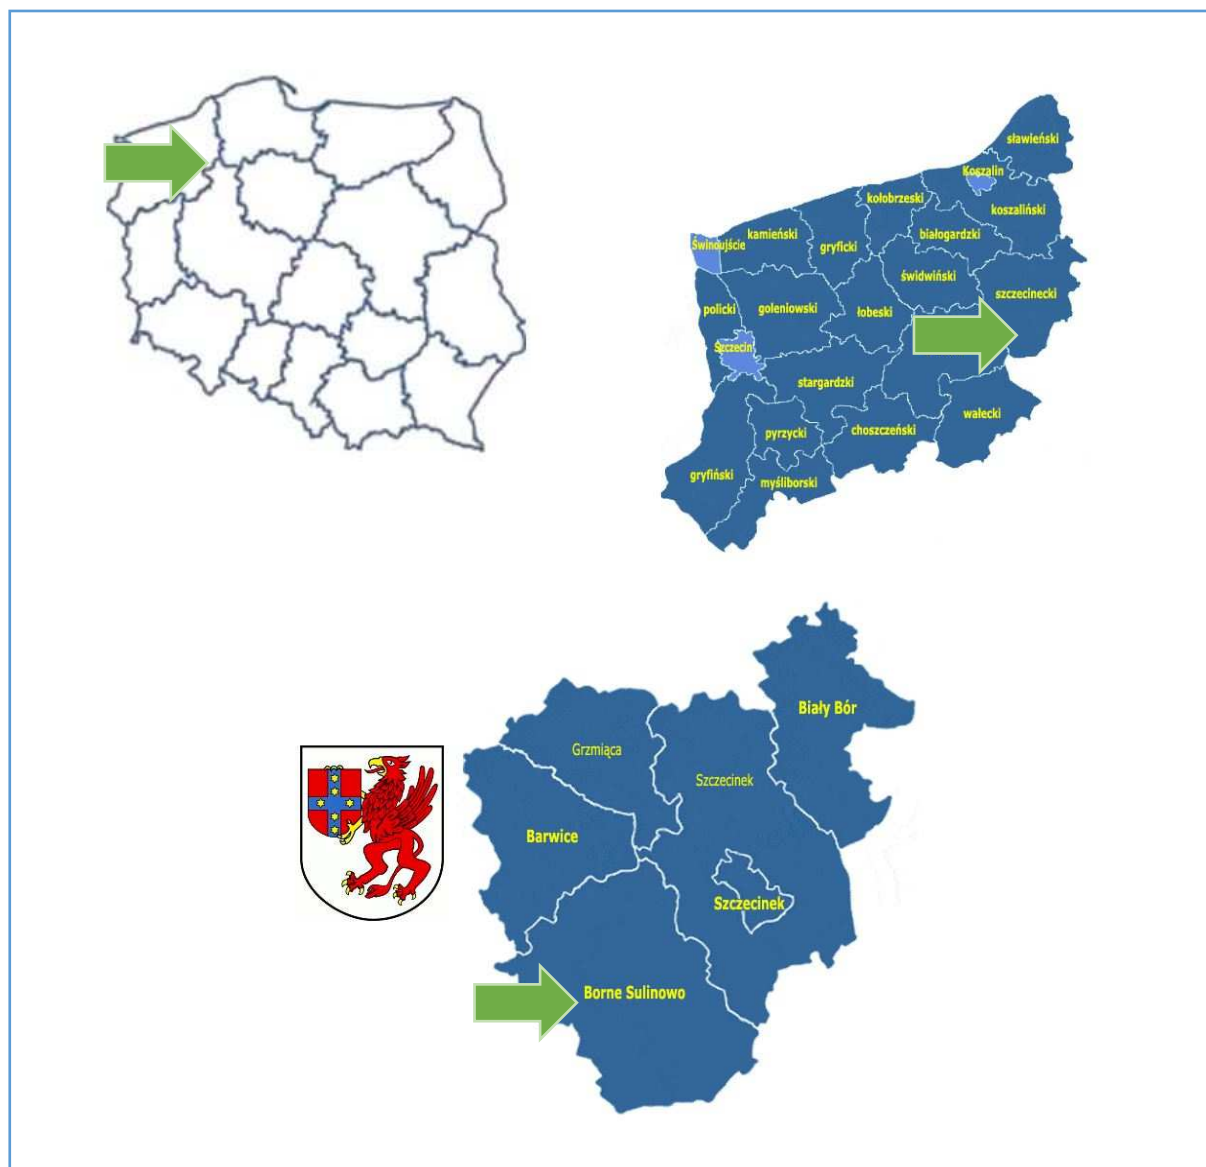 sławieński
Koszalin
kołobrzeski
koszaliński
kamieński
białogardzki
Świnoujście
gryficki
świdwiński
szczecinecki
policki
goleniowski
łobeski
Szczecin
stargardzki
wałecki
pyrzycki
choszczeński
gryfiński
myśliborski
Biały Bór
Grzmiąca
Szczecinek
Barwice
Szczecinek
Borne Sulinowo